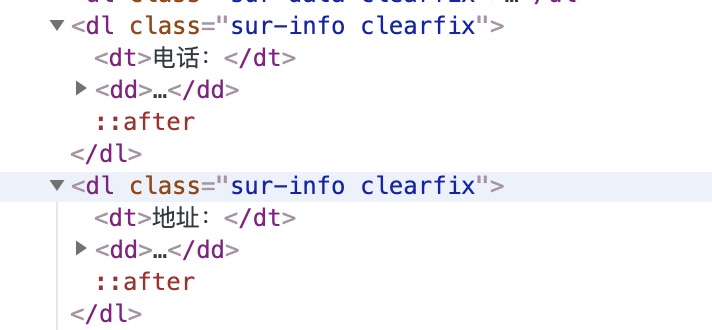 <dl class="sur-info clearfix">
<dt>电话：</dt>
<dd>…</dd>
::after
</dl>
<dl class="sur-info clearfix">
<dt>地址：</dt>
<dd>…</dd>
::after
</dl>